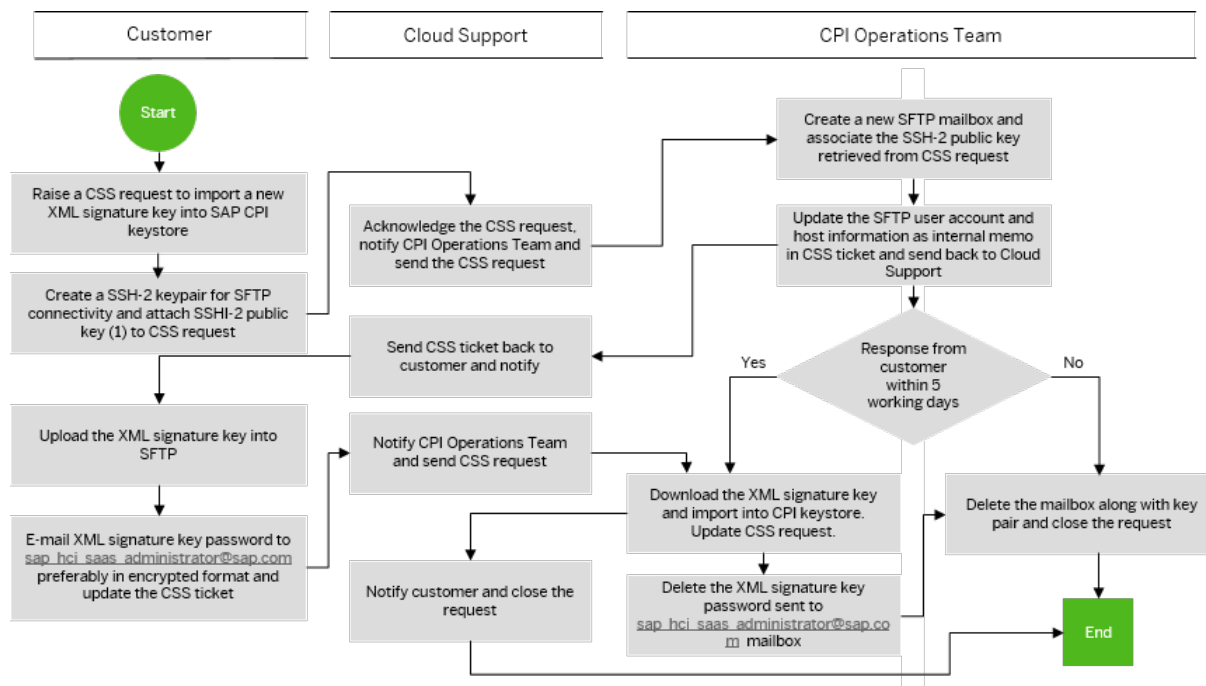 Customer
Cloud Support
CPI Operations Team
Start
Raise a CSS request to import a new
XML signature key into SAP CPI
keystore
Create a SSH-2 keypair for SFTP
connectivity and attach SSHI-2 public
key (1) to CSS request
Upload the XML signature key into
SFTP
E-mail XML signature key password to
sap_hci_saas_administrator@sap.com
preferably in encrypted format and
update the CSS ticket
Acknowledge the CSS request,
notify CPI Operations Team and
send the CSS request
Send CSS ticket back to
customer and notify
Notify CPI Operations Team
and send CSS request
Notify customer and close the
request
Create a new SFTP mailbox and
associate the SSH-2 public key
retrieved from CSS request
Update the SFTP user account and
host information as internal memo
in CSS ticket and send back to Cloud
Support
Response from
customer
within 5
working days
Yes
No
Download the XML signature key
and import into CPI keystore.
Update CSS request.
Delete the XML signature key
password sent to
sap_hci_saas_administrator@sap.co
m mailbox
Delete the mailbox along with key
pair and close the request
End